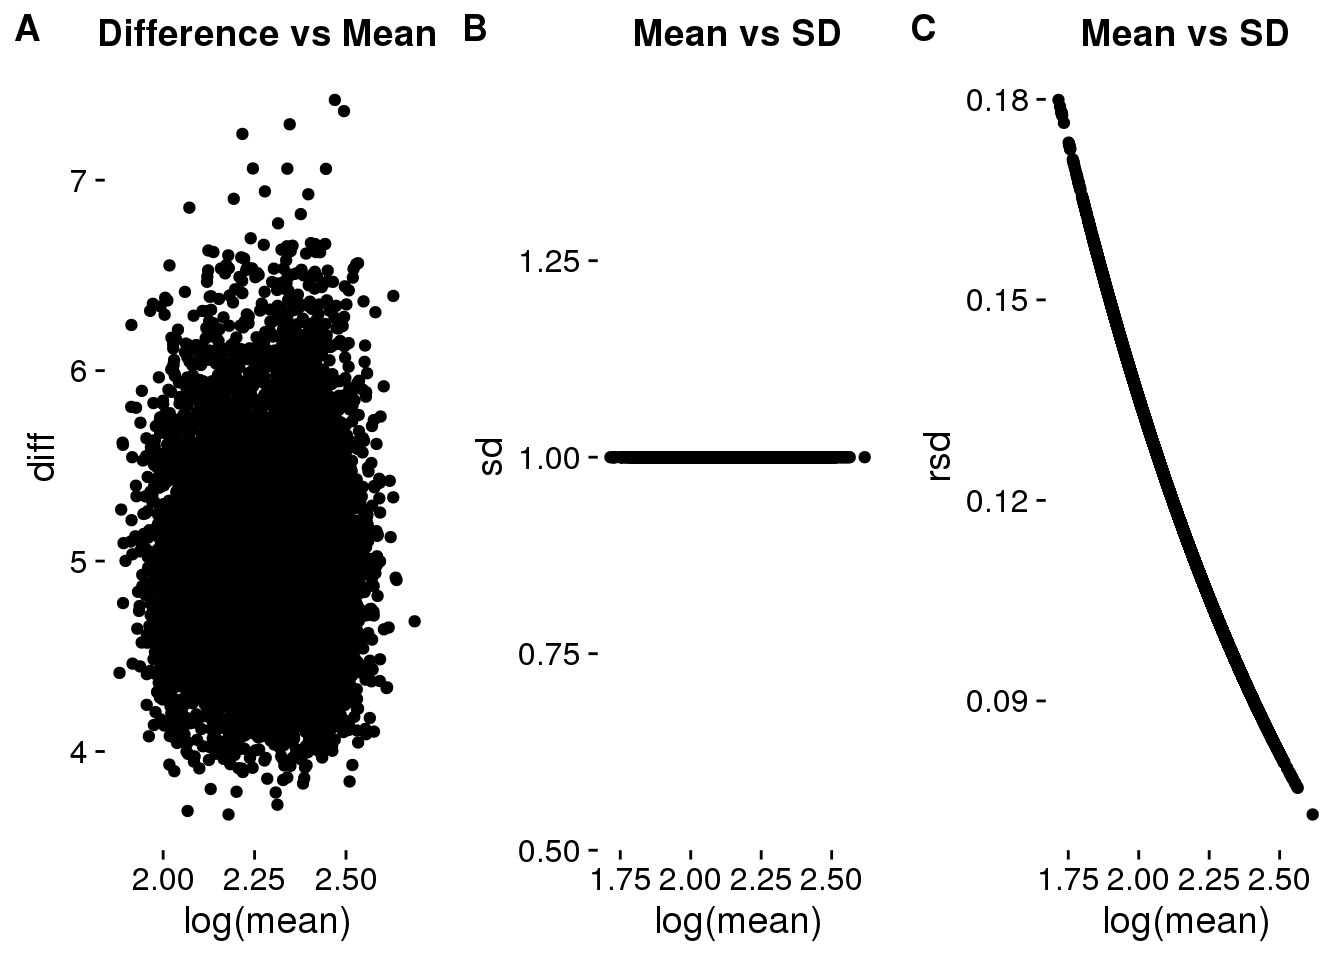 A
Difference vs Mean
7
6
5
4
diff
2.00 2.25 2.50
log(mean)
B
Mean vs SD
1.25
1.00
0.75
0.50
sd
1.75 2.00 2.25 2.50
log(mean)
C
Mean vs SD
0.18
0.15
0.12
0.09
rsd
1.75 2.00 2.25 2.50
log(mean)